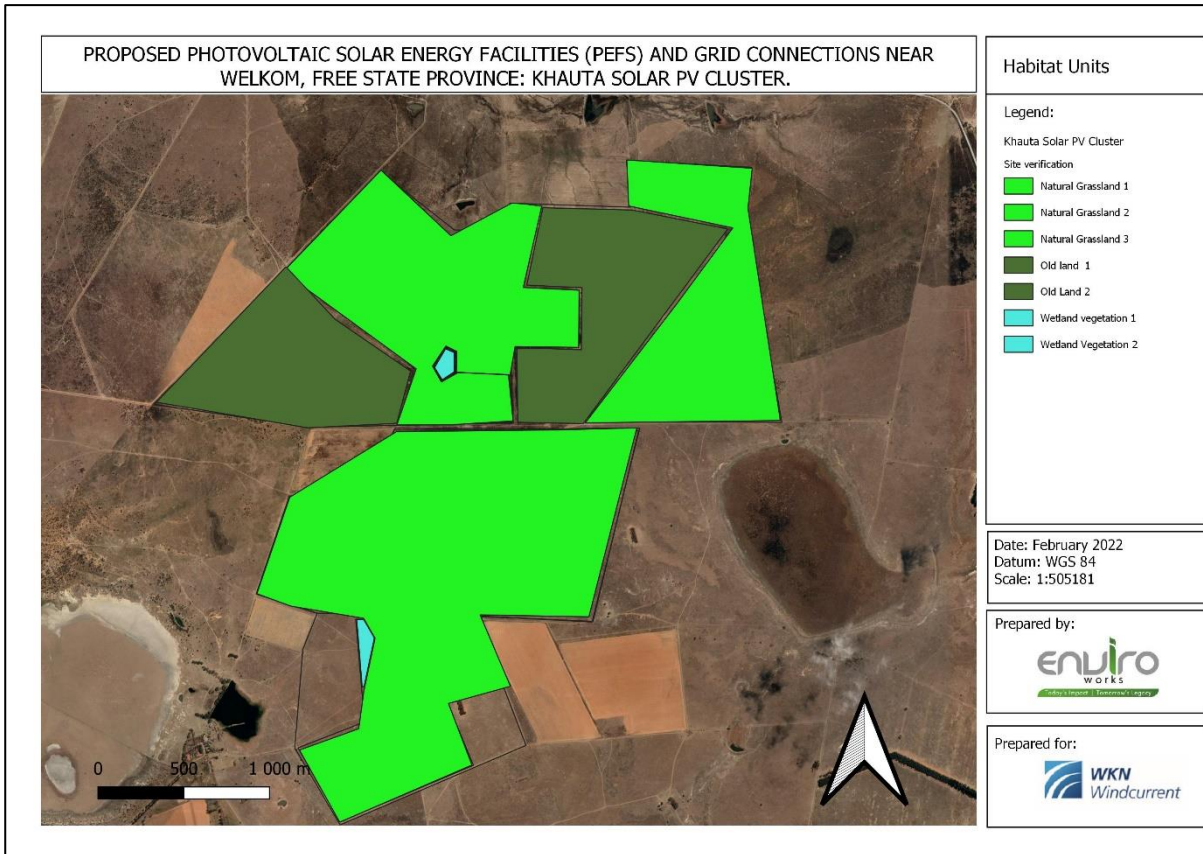 PROPOSED PHOTOVOLTAIC SOLAR ENERGY FACILITIES (PEFS) AND GRID CONNECTIONS NEAR
WELKOM, FREE STATE PROVINCE: KHAUTA SOLAR PV CLUSTER.
0 500 1 000 m
Habitat Units
Legend:
Khauta Solar PV Cluster
Site verification
Natural Grassland 1
Natural Grassland 2
Natural Grassland 3
Old land 1
Old Land 2
Wetland vegetation 1
Wetland Vegetation 2
Date: February 2022
Datum: WGS 84
Scale: 1:505181
Prepared by:
enviro
works
Today's Impact | Tomorrow's Legacy
Prepared for:
WKN
Windcurrent